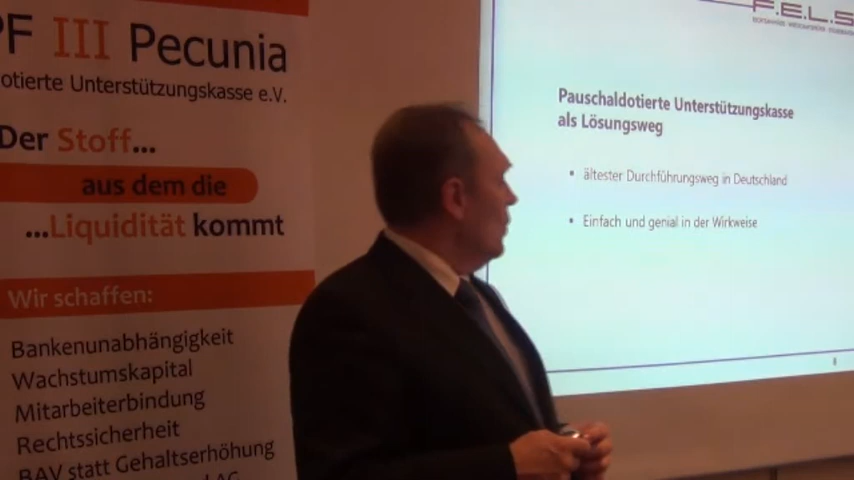 PF III Pecunia
otierte Unterstützungskasse e.V.
Der Stoff...
aus dem die
...Liquidität kommt
Wir schaffen:
Bankenunabhängigkeit
Wachstumskapital
Mitarbeiterbindung
Rechtssicherheit
BAV statt Gehaltserhöhung
F.E.L.S
Pauschaldotierte Unterstützungskasse
als Lösungsweg
• ältester Durchführungsweg in Deutschland
• Einfach und genial in der Wirkweise